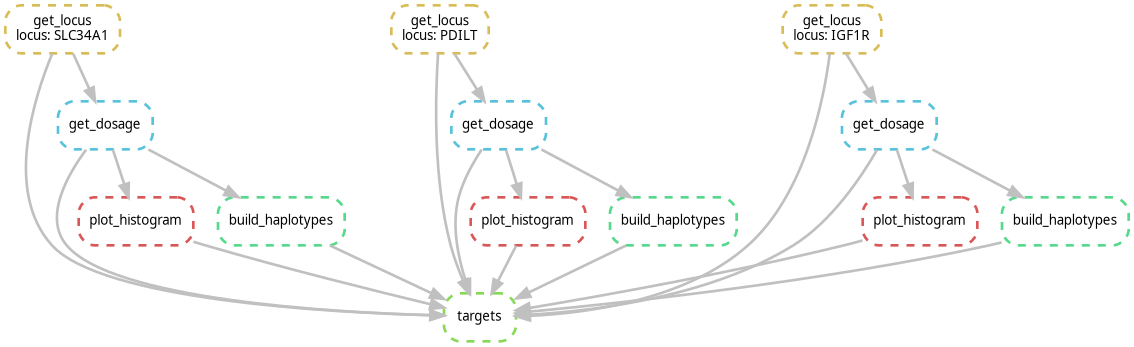 get_locus
locus: SLC34A1
get_locus
locus: PDILT
get_locus
locus: IGF1R
get_dosage
get_dosage
get_dosage
plot_histogram
build_haplotypes
plot_histogram
build_haplotypes
plot_histogram
build_haplotypes
targets